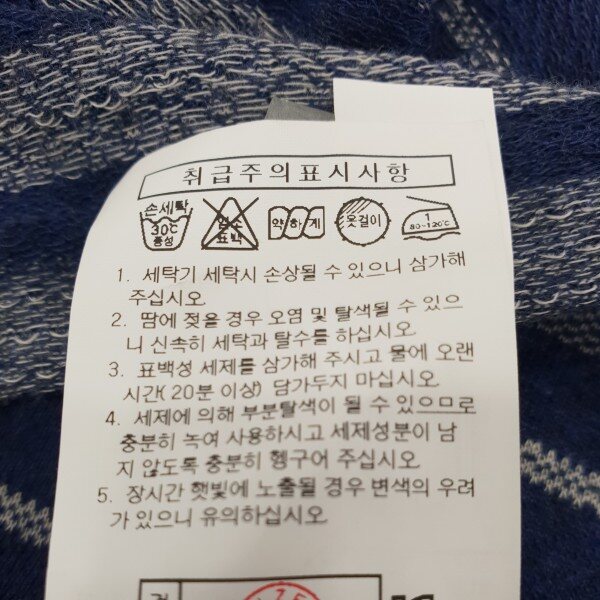 취급주의표시사항
손세탁
30℃
중성
염소
표백
약하게
옷걸이
1
80~120℃
1. 세탁기 세탁시 손상될 수 있으니 삼가해
주십시오
2. 땀에 젖을 경우 오염 및 탈색될 수 있으
니 신속히 세탁과 탈수를 하십시오.
3. 표백성 세제를 삼가해 주시고 물에 오랜
시간(20분 이상) 담가두지 마십시오.
4. 세제에 의해 부분탈색이 될 수 있으므로
충분히 녹여 사용하시고 세제성분이 남
지 않도록 충분히 헹구어 주십시오.
5. 장시간 햇빛에 노출될 경우 변색의 우려
가 있으니 유의하십시오.